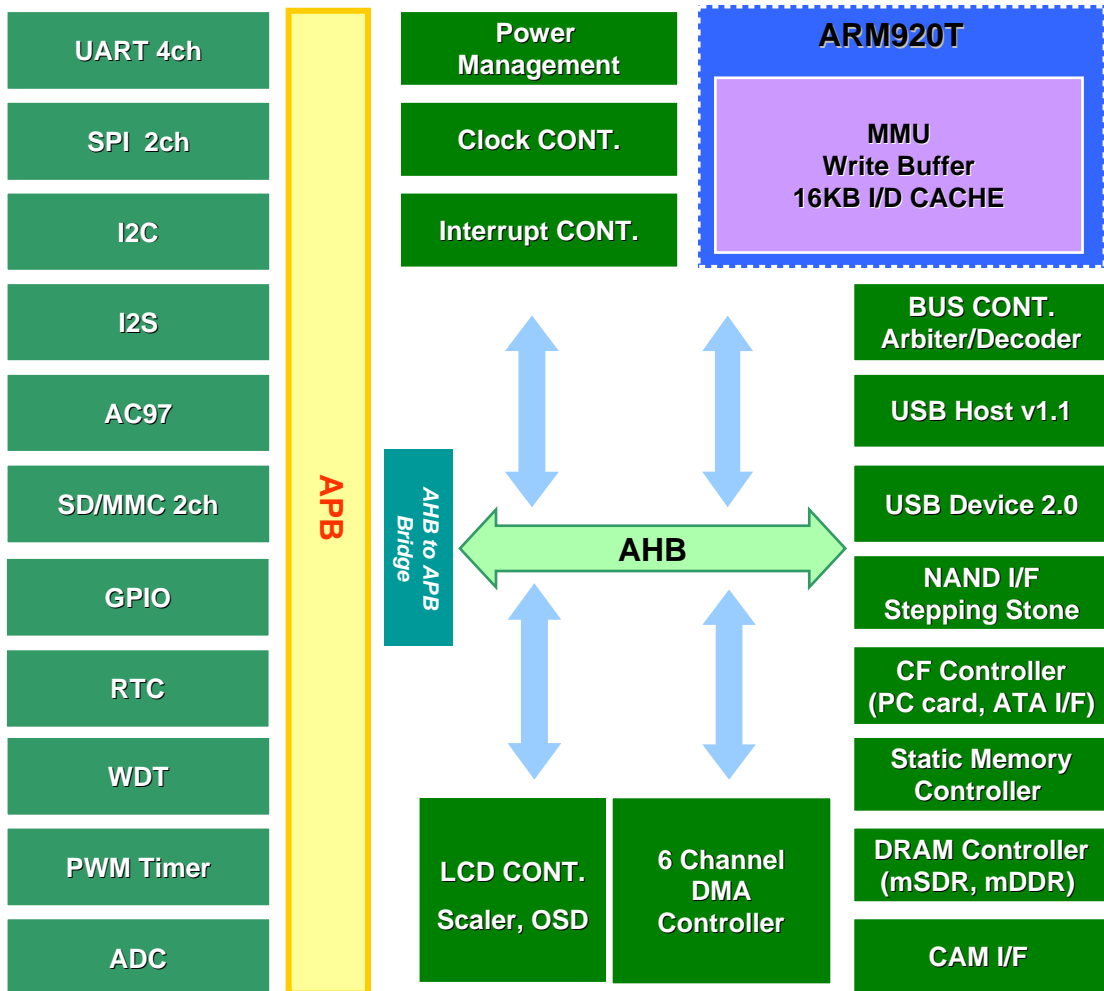 UART 4ch
SPI 2ch
I2C
I2S
AC97
SD/MMC 2ch
GPIO
RTC
WDT
PWM Timer
ADC
APB
AHB to APB
Bridge
Power
Management
Clock CONT.
Interrupt CONT.
ARM920T
MMU
Write Buffer
16KB I/D CACHE
AHB
LCD CONT.
Scaler, OSD
6 Channel
DMA
Controller
BUS CONT.
Arbiter/Decoder
USB Host v1.1
USB Device 2.0
NAND I/F
Stepping Stone
CF Controller
(PC card, ATA I/F)
Static Memory
Controller
DRAM Controller
(mSDR, mDDR)
CAM I/F